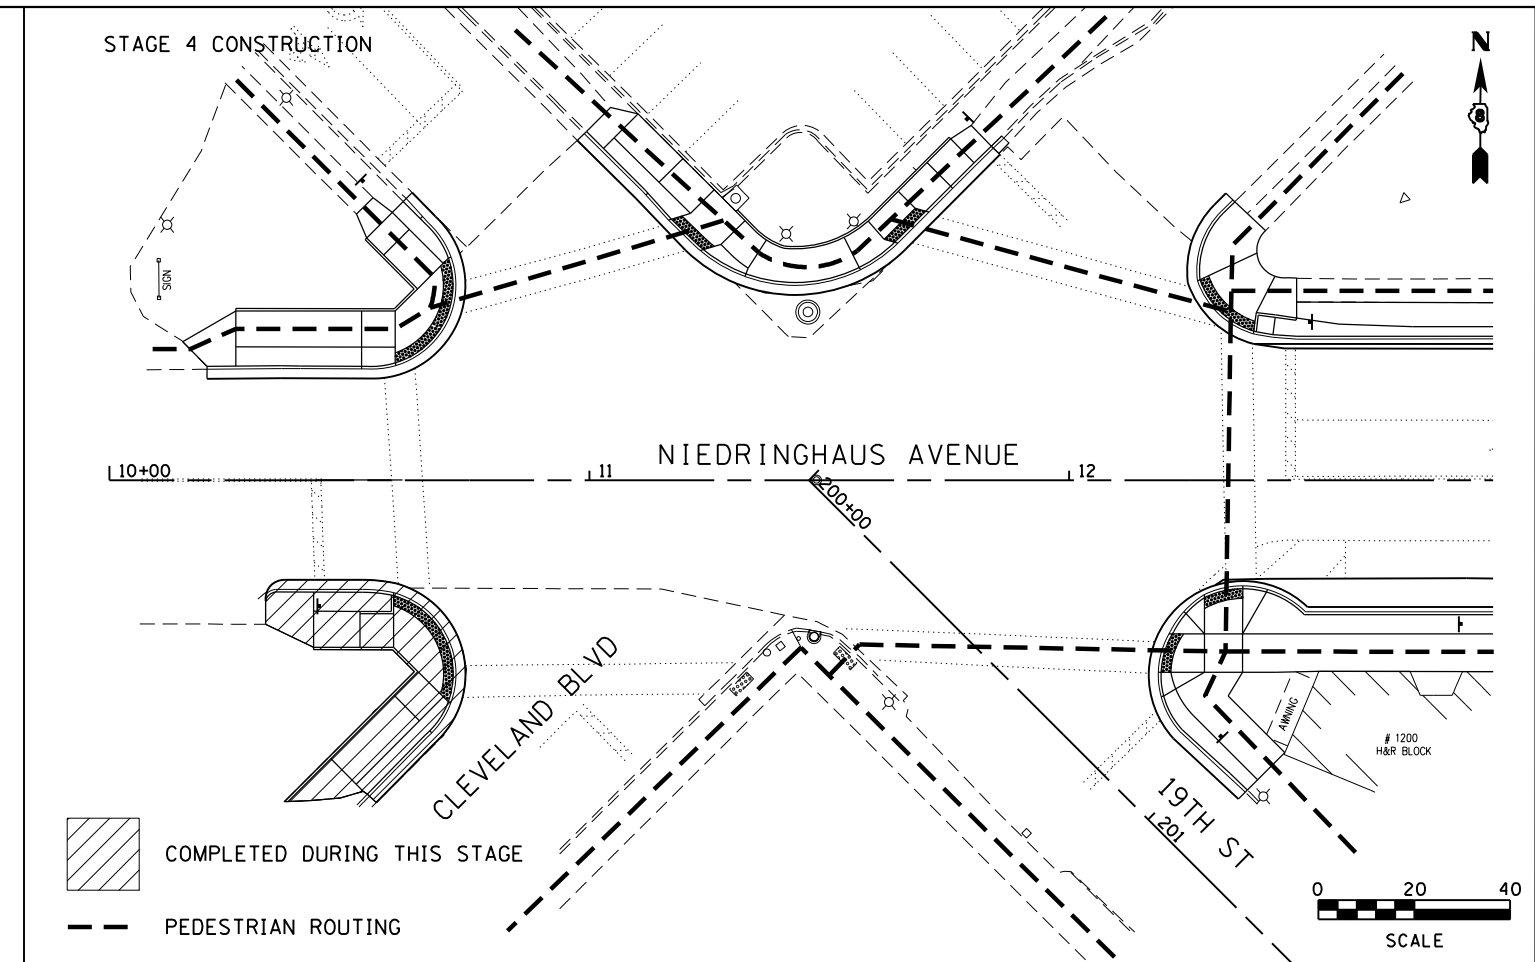 STAGE 4 CONSTRUCTION
N
8
SIGN
NIEDRINGHAUS AVENUE
10+00
11
12
200+00
CLEVELAND BLVD
AWNING
# 1200
H&R BLOCK
19TH ST
201
COMPLETED DURING THIS STAGE
PEDESTRIAN ROUTING
0 20 40
SCALE